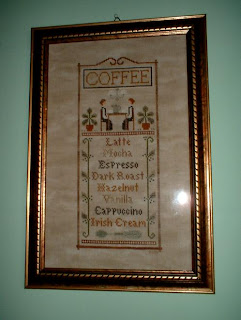 COFFEE
Latte
Mocha
Espresso
Dark Roast
Hazelnut
Vanilla
Cappuccino
Irish Cream